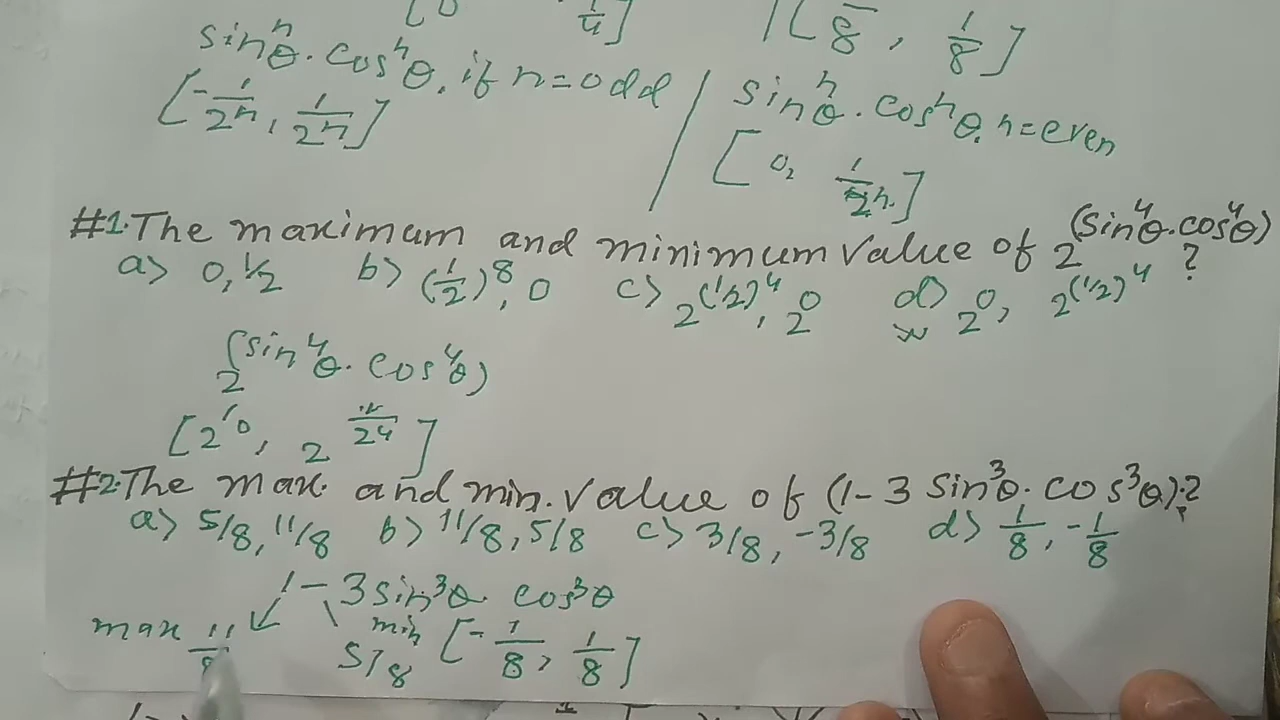 [0 1/4] | [ 8 , 1/8 ]
sinⁿθ. cosⁿθ, if n=odd / sinⁿθ. cosⁿθ, n=even
[-1/2ⁿ, 1/2ⁿ] [0, 1/2ⁿ.]
#1. The maximum and minimum value of 2^(sin⁴θ.cos⁴θ) ?
a> 0, 1/2 b> (1/2)⁸, 0 c> 2^(1/2)⁴, 2⁰ d> 2⁰, 2^(1/2)⁴
2^(sin⁴θ. cos⁴θ)
[2⁰, 2^(1/2⁴)]
#2. The max. and min. value of (1-3 sin³θ. cos³θ).?
a> 5/8, 11/8 b> 11/8, 5/8 c> 3/8, -3/8 d> 1/8, -1/8
1-3sin³θ. cos³θ
max 11/8 min 5/8 [-1/8, 1/8]